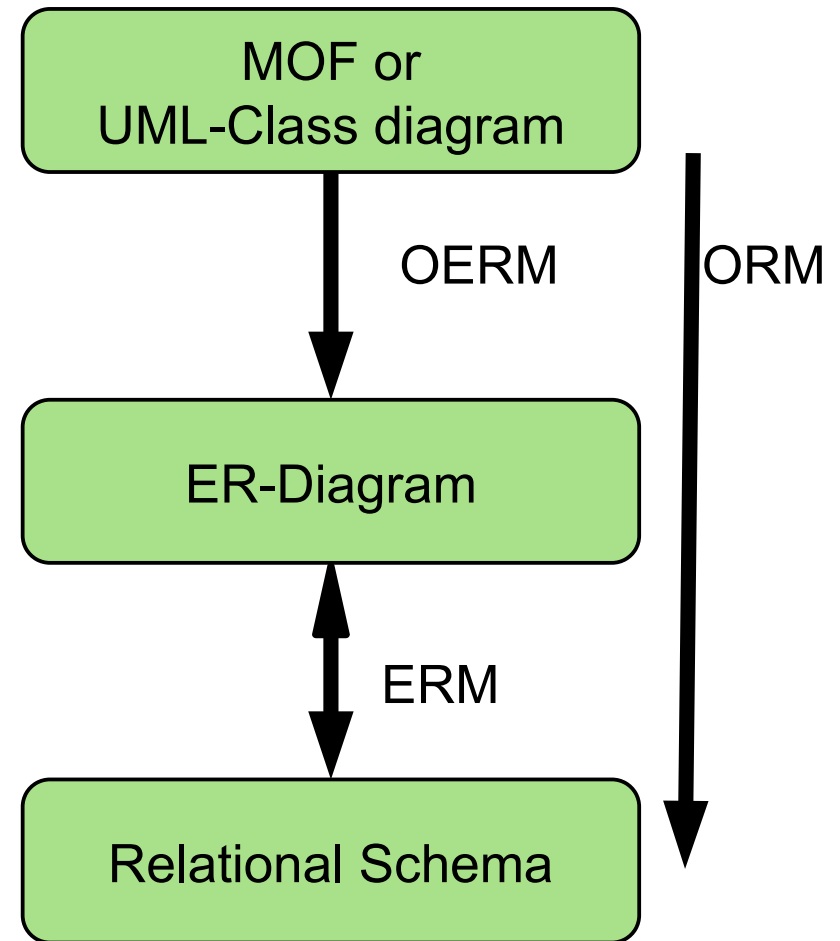 MOF or
UML-Class diagram
OERM
ORM
ER-Diagram
ERM
Relational Schema